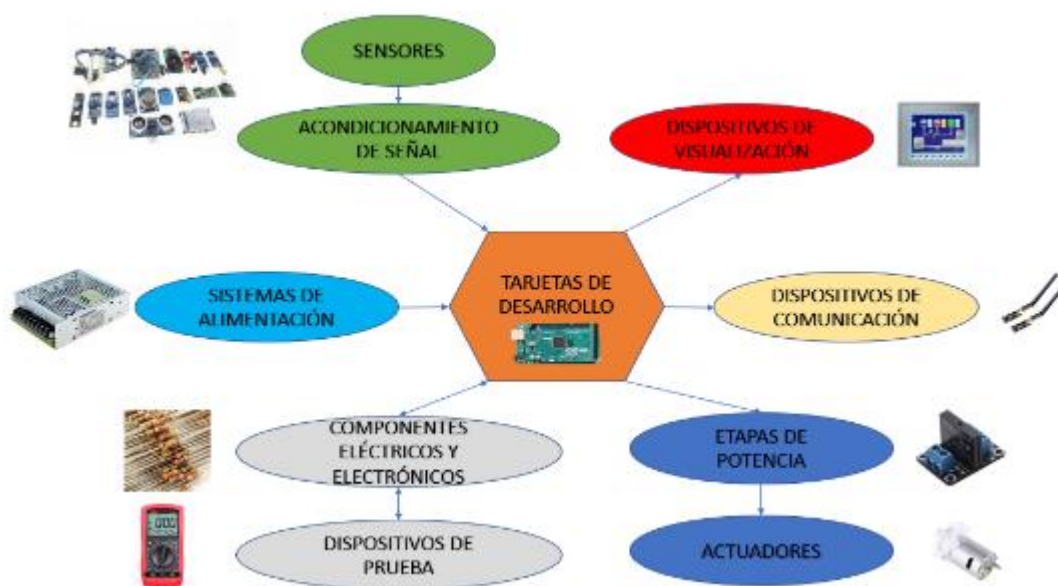 SENSORES
ACONDICIONAMIENTO
DE SEÑAL
DISPOSITIVOS DE
VISUALIZACIÓN
SISTEMAS DE
ALIMENTACIÓN
TARJETAS DE
DESARROLLO
DISPOSITIVOS DE
COMUNICACIÓN
COMPONENTES
ELÉCTRICOS Y
ELECTRÓNICOS
ETAPAS DE
POTENCIA
DISPOSITIVOS DE
PRUEBA
ACTUADORES